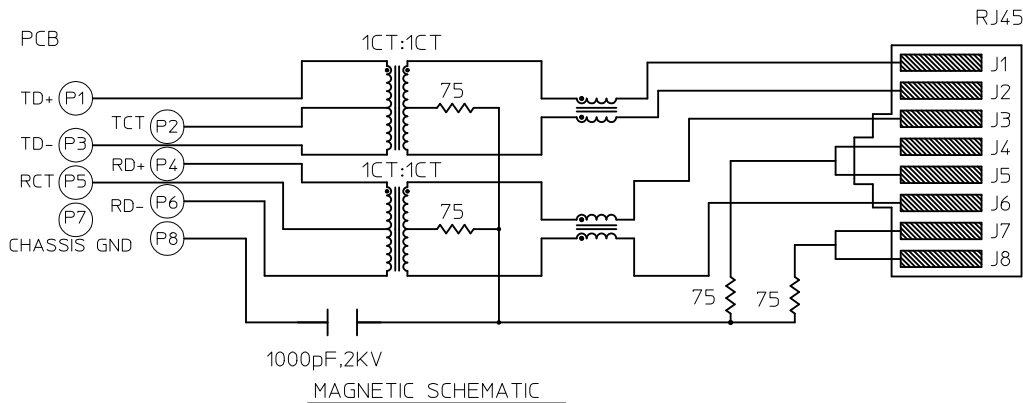 RJ45
PCB
1CT:1CT
J1
TD+ P1
75
J2
TCT P2
J3
TD- P3
J4
RD+ P4
1CT:1CT
RCT P5
J5
RD- P6
75
J6
P7
J7
CHASSIS GND P8
J8
75
75
1000pF,2KV
MAGNETIC SCHEMATIC